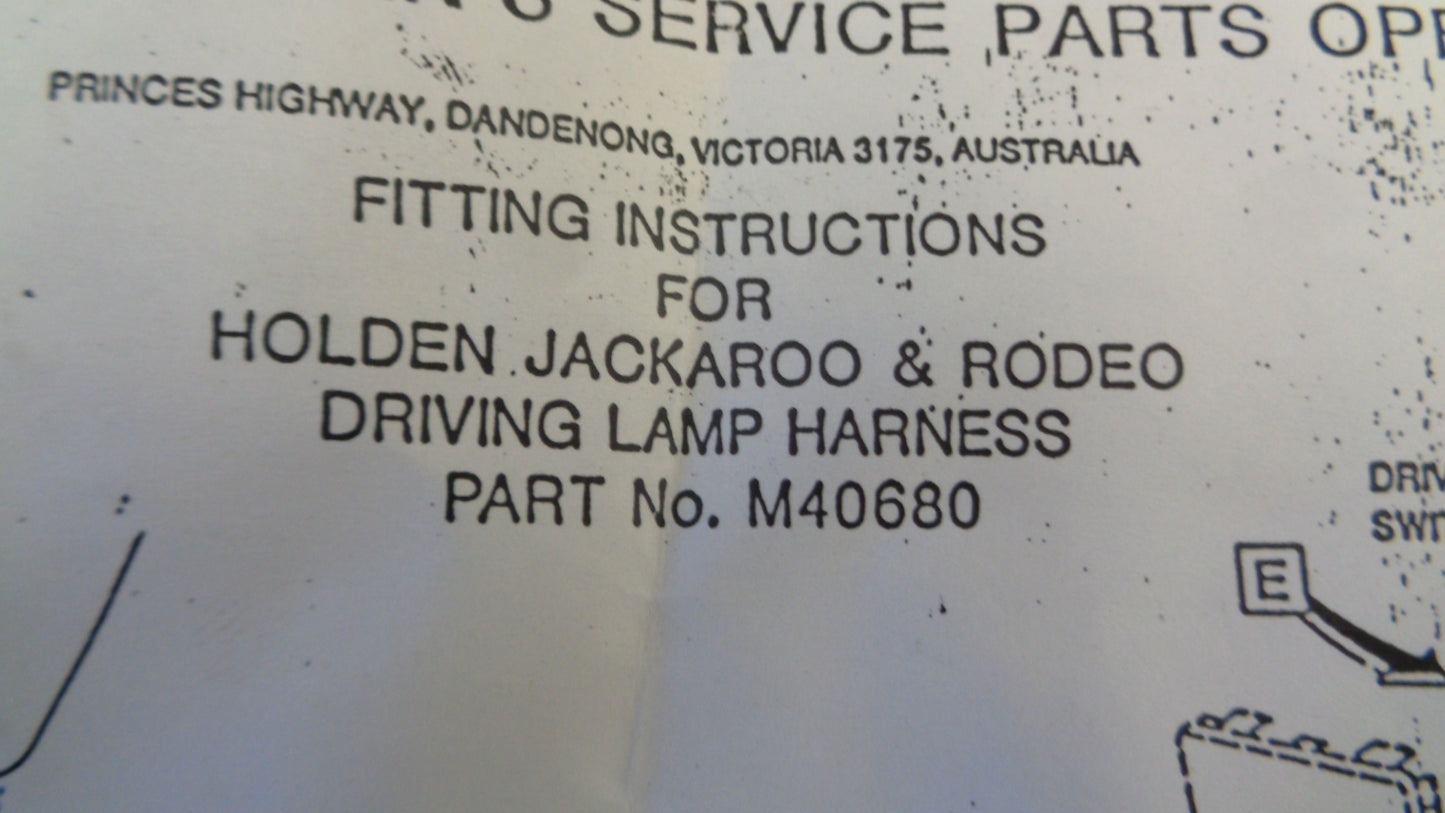 SERVICE PARTS
PRINCES HIGHWAY, DANDENONG, VICTORIA 3175, AUSTRALIA
FITTING INSTRUCTIONS
FOR
HOLDEN JACKAROO & RODEO
DRIVING LAMP HARNESS
PART No. M40680
E